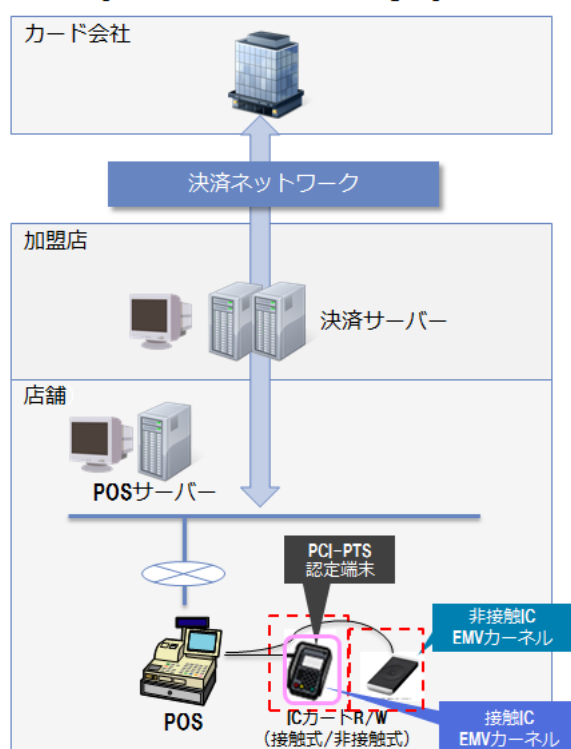 カード会社
決済ネットワーク
加盟店
決済サーバー
店舗
POSサーバー
PCI-PTS
認定端末
非接触IC
EMVカーネル
POS
ICカードR/W
(接触式/非接触式)
接触IC
EMVカーネル